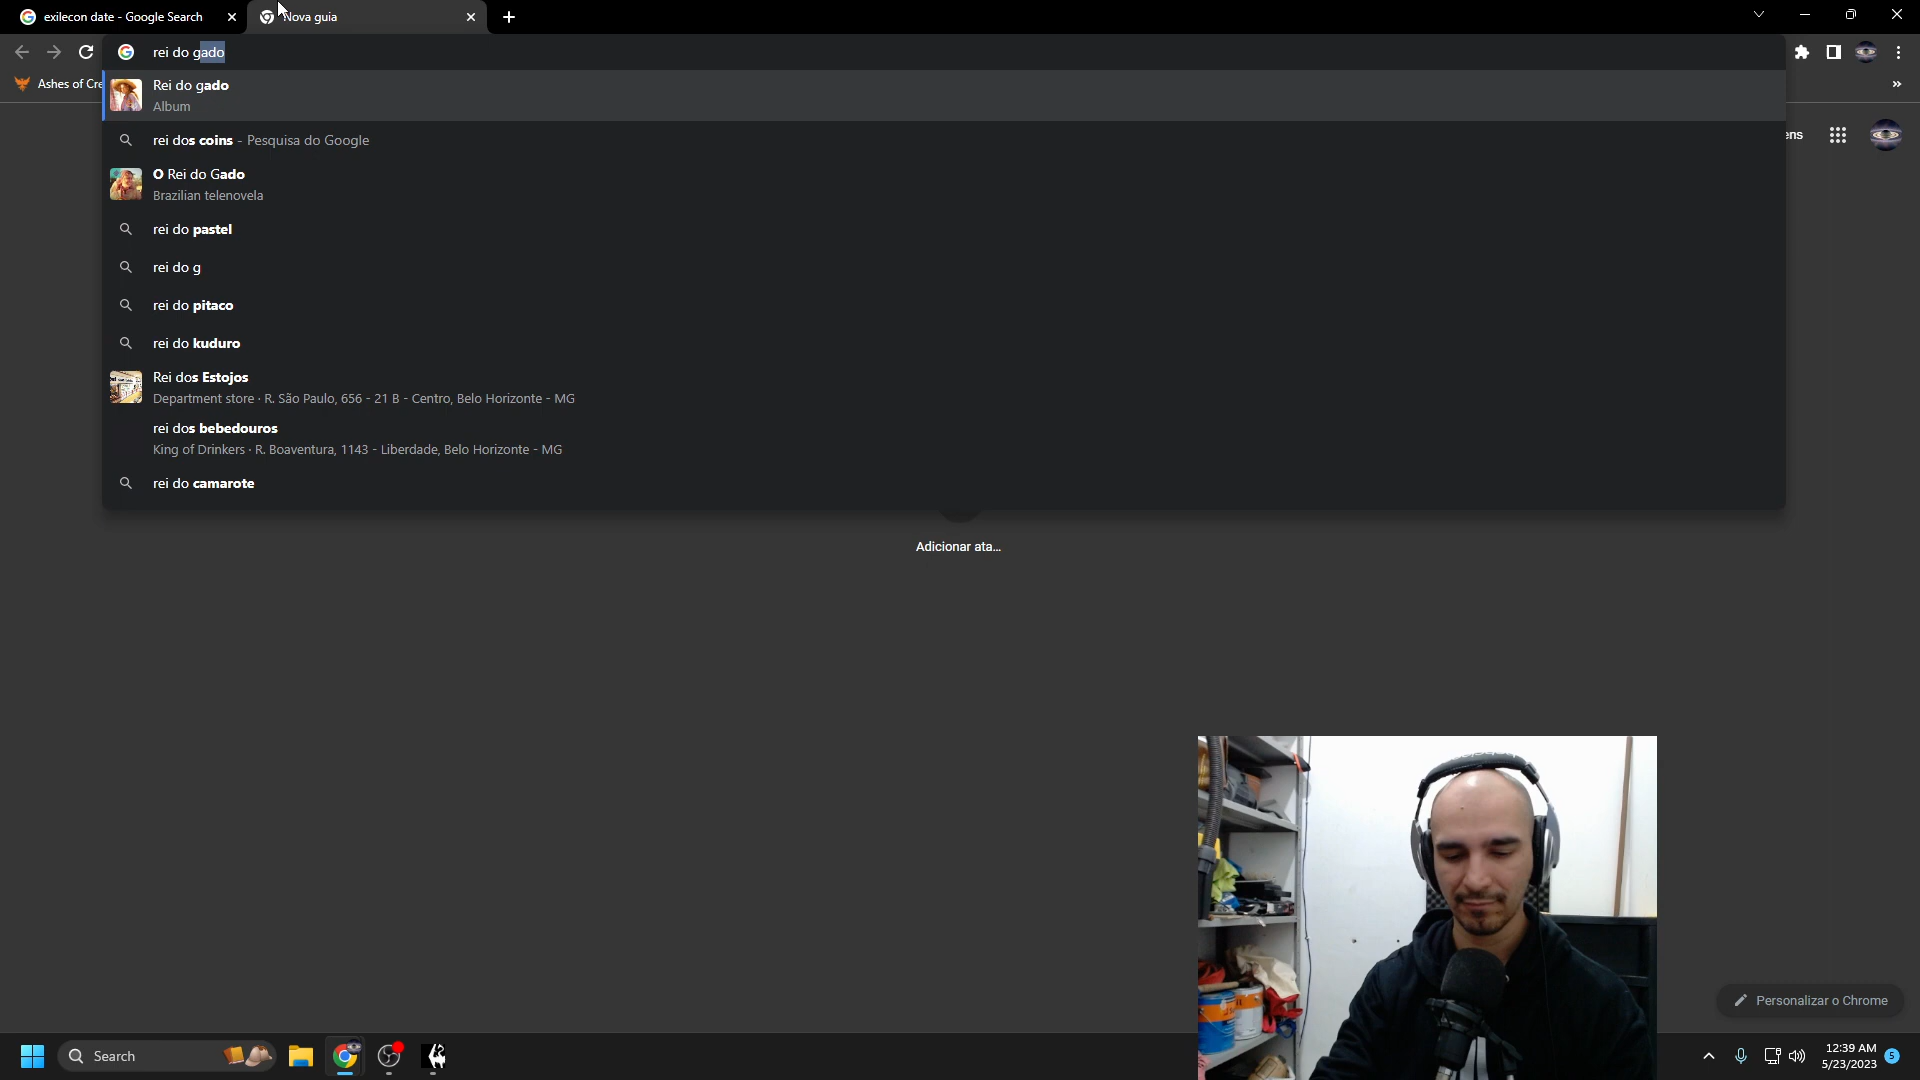 exilecon date - Google Search
Nova guia
rei do gado
Ashes of Cre
»
Rei do gado
Album
rei dos coins - Pesquisa do Google
ens
O Rei do Gado
Brazilian telenovela
rei do pastel
rei do g
rei do pitaco
rei do kuduro
Rei dos Estojos
Department store · R. São Paulo, 656 - 21 B - Centro, Belo Horizonte - MG
rei dos bebedouros
King of Drinkers · R. Boaventura, 1143 - Liberdade, Belo Horizonte - MG
rei do camarote
Adicionar ata...
Personalizar o Chrome
Search
12:39 AM
5/23/2023
5